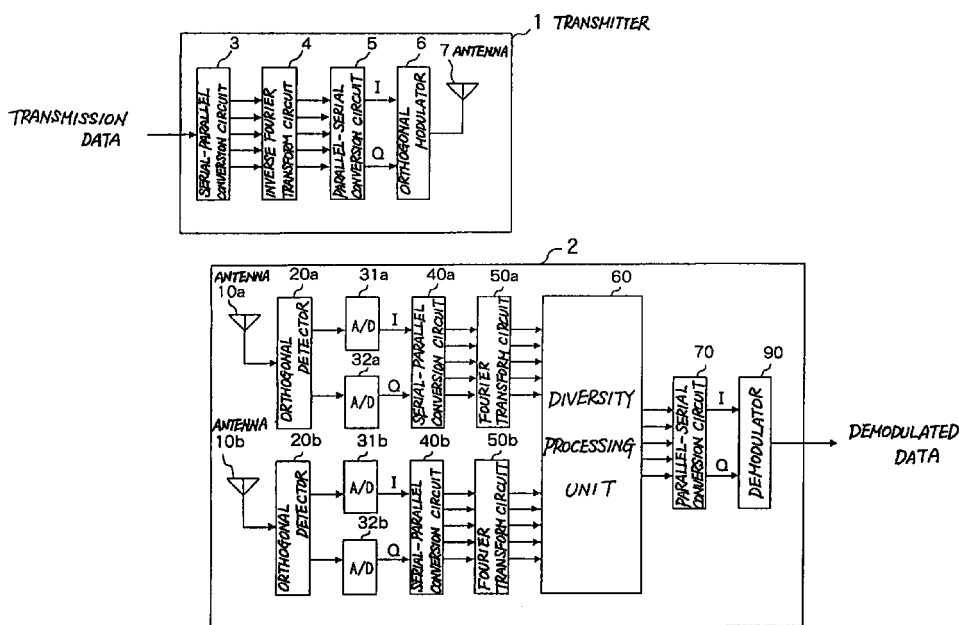 1 TRANSMITTER
3
4
5
6
7 ANTENNA
TRANSMISSION
DATA
SERIAL-PARALLEL
CONVERSION CIRCUIT
INVERSE FOURIER
TRANSFORM CIRCUIT
PARALLEL-SERIAL
CONVERSION CIRCUIT
I
Q
ORTHOGONAL
MODULATOR
2
ANTENNA
10a
20a
31a
40a
50a
60
ORTHOGONAL
DETECTOR
A/D
I
32a
A/D
Q
SERIAL-PARALLEL
CONVERSION CIRCUIT
FOURIER
TRANSFORM CIRCUIT
DIVERSITY
PROCESSING
UNIT
70
90
PARALLEL-SERIAL
CONVERSION CIRCUIT
I
Q
DEMODULATOR
DEMODULATED
DATA
ANTENNA
10b
20b
31b
40b
50b
ORTHOGONAL
DETECTOR
A/D
I
32b
A/D
Q
SERIAL-PARALLEL
CONVERSION CIRCUIT
FOURIER
TRANSFORM CIRCUIT